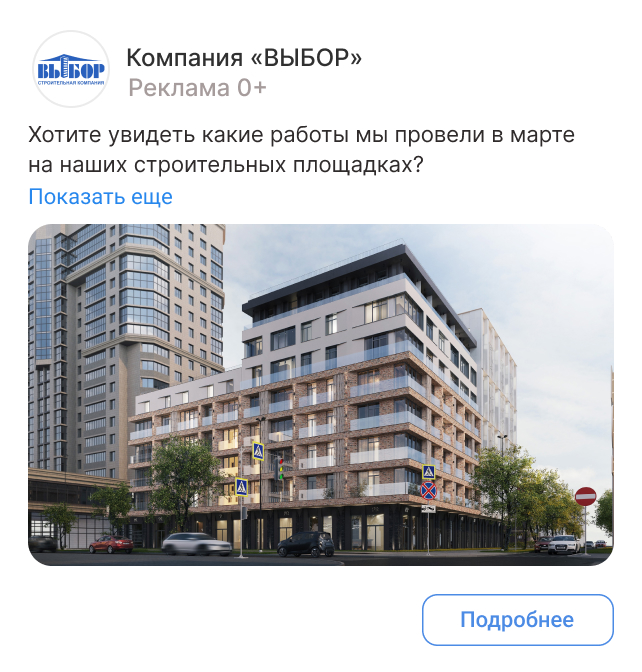 ВЫБОР
СТРОИТЕЛЬНАЯ КОМПАНИЯ
Компания «ВЫБОР»
Реклама 0+
Хотите увидеть какие работы мы провели в марте
на наших строительных площадках?
Показать еще
Подробнее